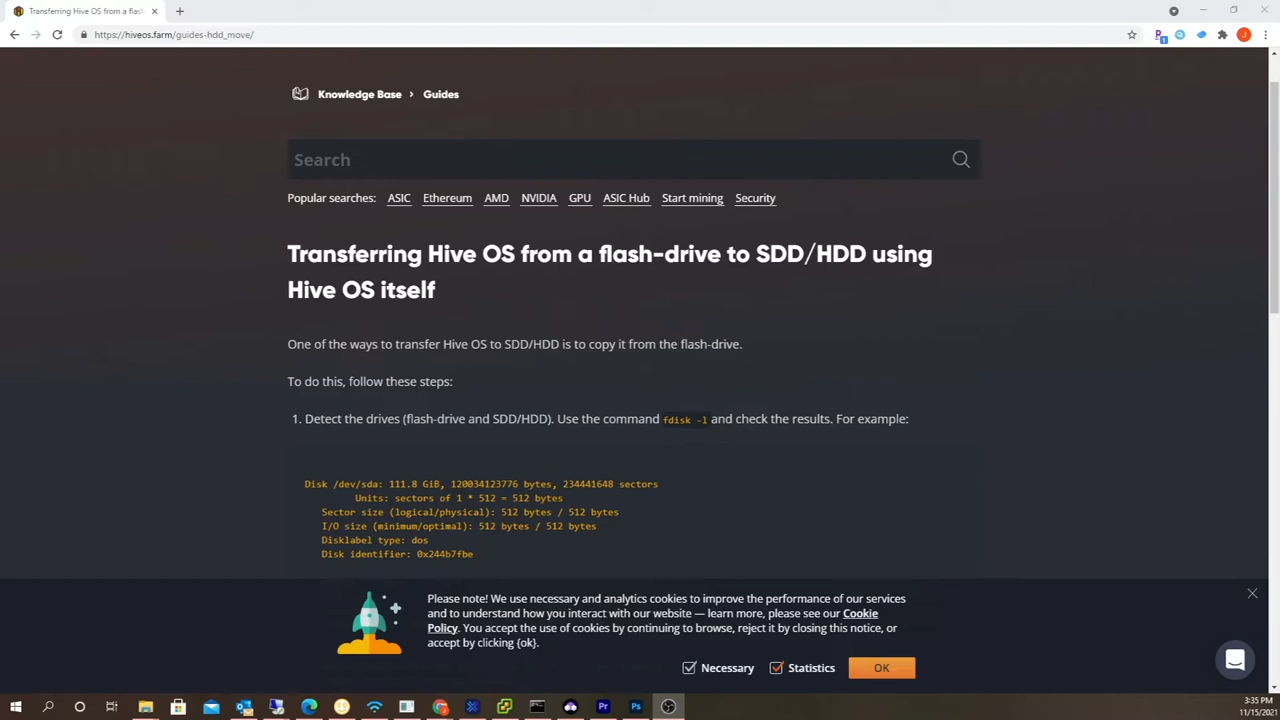 Transferring Hive OS from a flas
https://hiveos.farm/guides-hdd_move/
J
1
Knowledge Base > Guides
Search
Popular searches: ASIC Ethereum AMD NVIDIA GPU ASIC Hub Start mining Security
Transferring Hive OS from a flash-drive to SDD/HDD using
Hive OS itself
One of the ways to transfer Hive OS to SDD/HDD is to copy it from the flash-drive.
To do this, follow these steps:
1. Detect the drives (flash-drive and SDD/HDD). Use the command fdisk -l and check the results. For example:
Disk /dev/sda: 111.8 GiB, 120034123776 bytes, 234441648 sectors
Units: sectors of 1 * 512 = 512 bytes
Sector size (logical/physical): 512 bytes / 512 bytes
I/O size (minimum/optimal): 512 bytes / 512 bytes
Disklabel type: dos
Disk identifier: 0x244b7fbe
Please note! We use necessary and analytics cookies to improve the performance of our services
and to understand how you interact with our website — learn more, please see our Cookie
Policy. You accept the use of cookies by continuing to browse, reject it by closing this notice, or
accept by clicking {ok}.
Necessary Statistics OK
Pr Ps
3:35 PM
11/15/2021